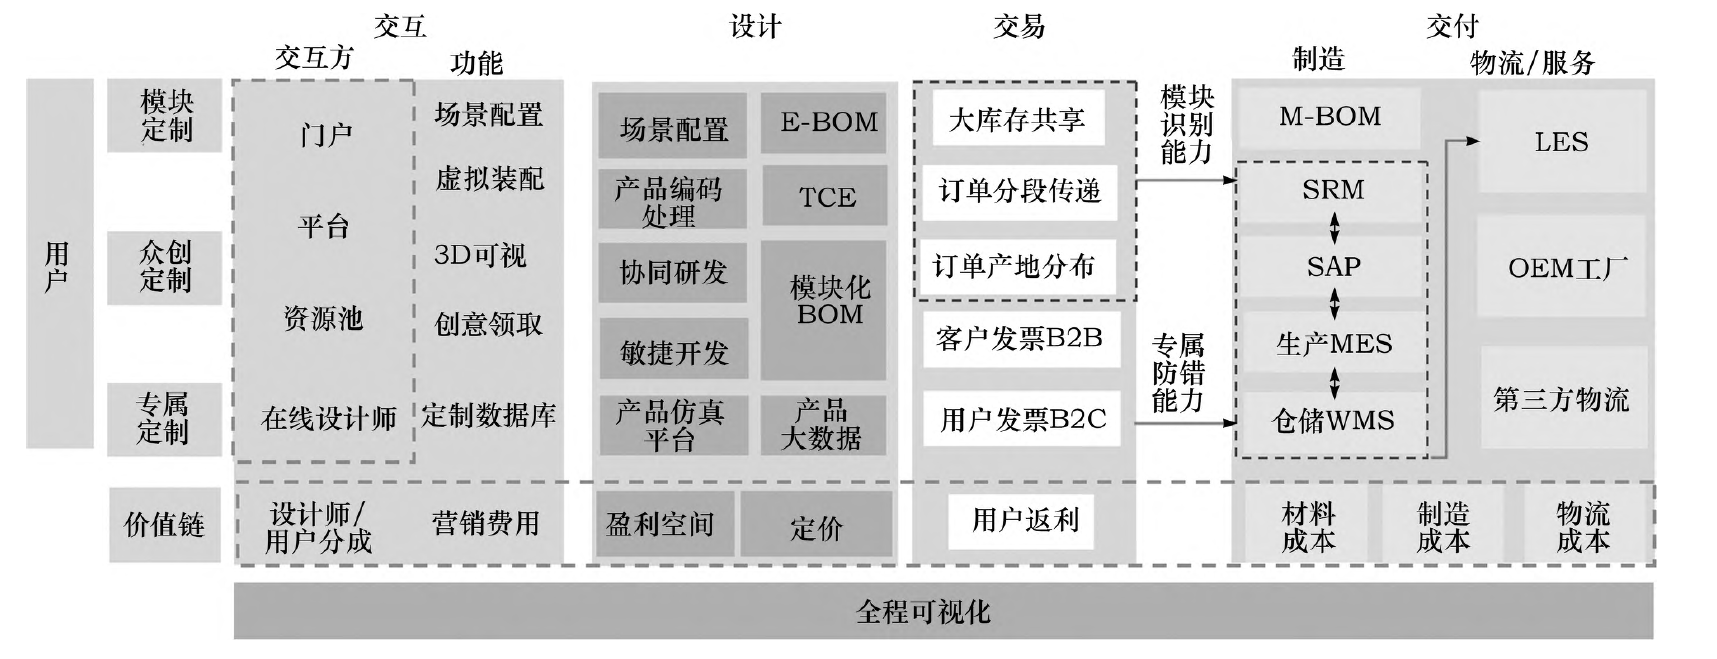 交互
设计
交易
交付
交互方
功能
制造
物流/服务
用户
模块
定制
众创
定制
专属
定制
价值链
门户
平台
资源池
在线设计师
场景配置
虚拟装配
3D可视
创意领取
定制数据库
设计师/
用户分成
营销费用
场景配置
产品编码
处理
协同研发
敏捷开发
产品仿真
平台
E-BOM
TCE
模块化
BOM
产品
大数据
盈利空间
定价
大库存共享
订单分段传递
订单产地分布
客户发票B2B
用户发票B2C
用户返利
模块
识别
能力
专属
防错
能力
M-BOM
SRM
SAP
生产MES
仓储WMS
LES
OEM工厂
第三方物流
材料
成本
制造
成本
物流
成本
全程可视化